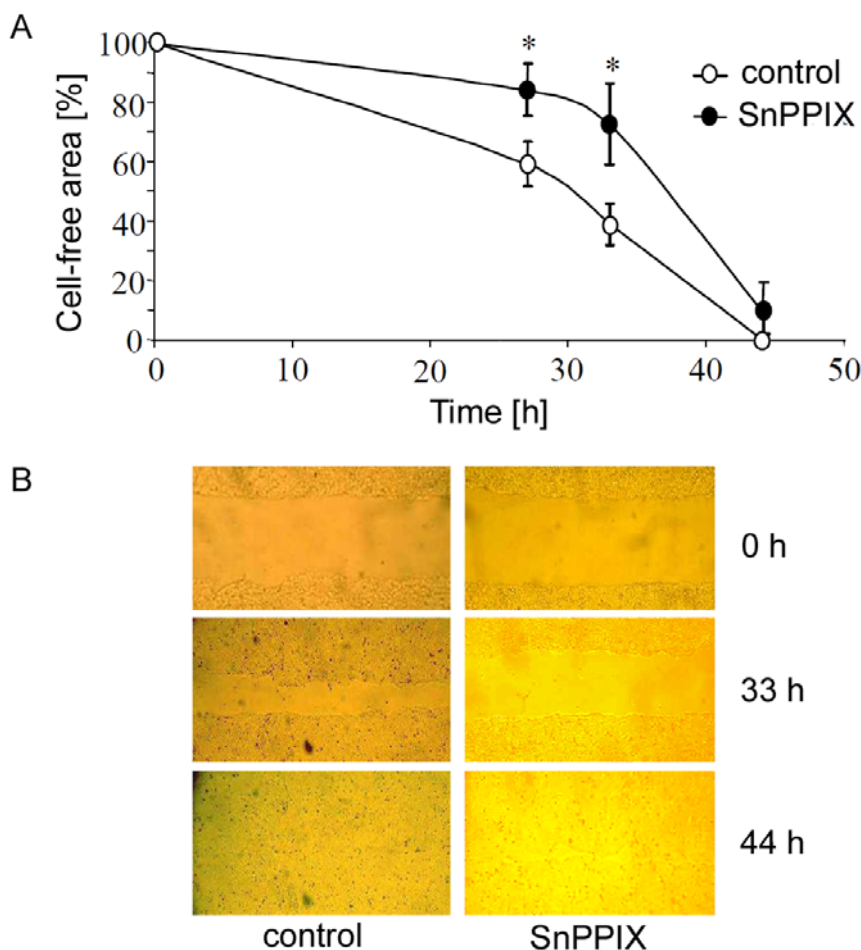 A
Cell-free area [%]
100
80
60
40
20
0
* *
control
SnPPIX
0 10 20 30 40 50
Time [h]
B
0 h
33 h
44 h
control SnPPIX